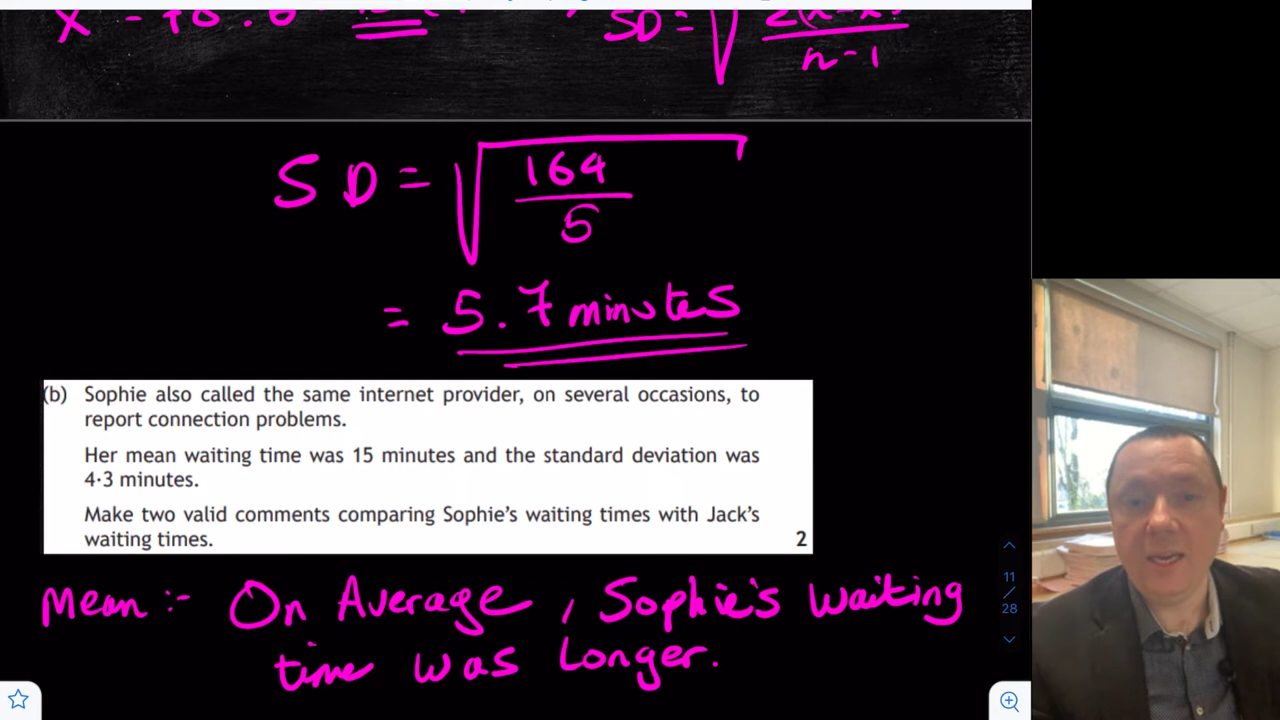 SD = √
n-1
SD = √ 164
5
= 5.7 minutes
(b) Sophie also called the same internet provider, on several occasions, to
report connection problems.
Her mean waiting time was 15 minutes and the standard deviation was
4·3 minutes.
Make two valid comments comparing Sophie's waiting times with Jack's
waiting times.
2
Mean :- On Average, Sophie's waiting
time was longer.
11
/
28